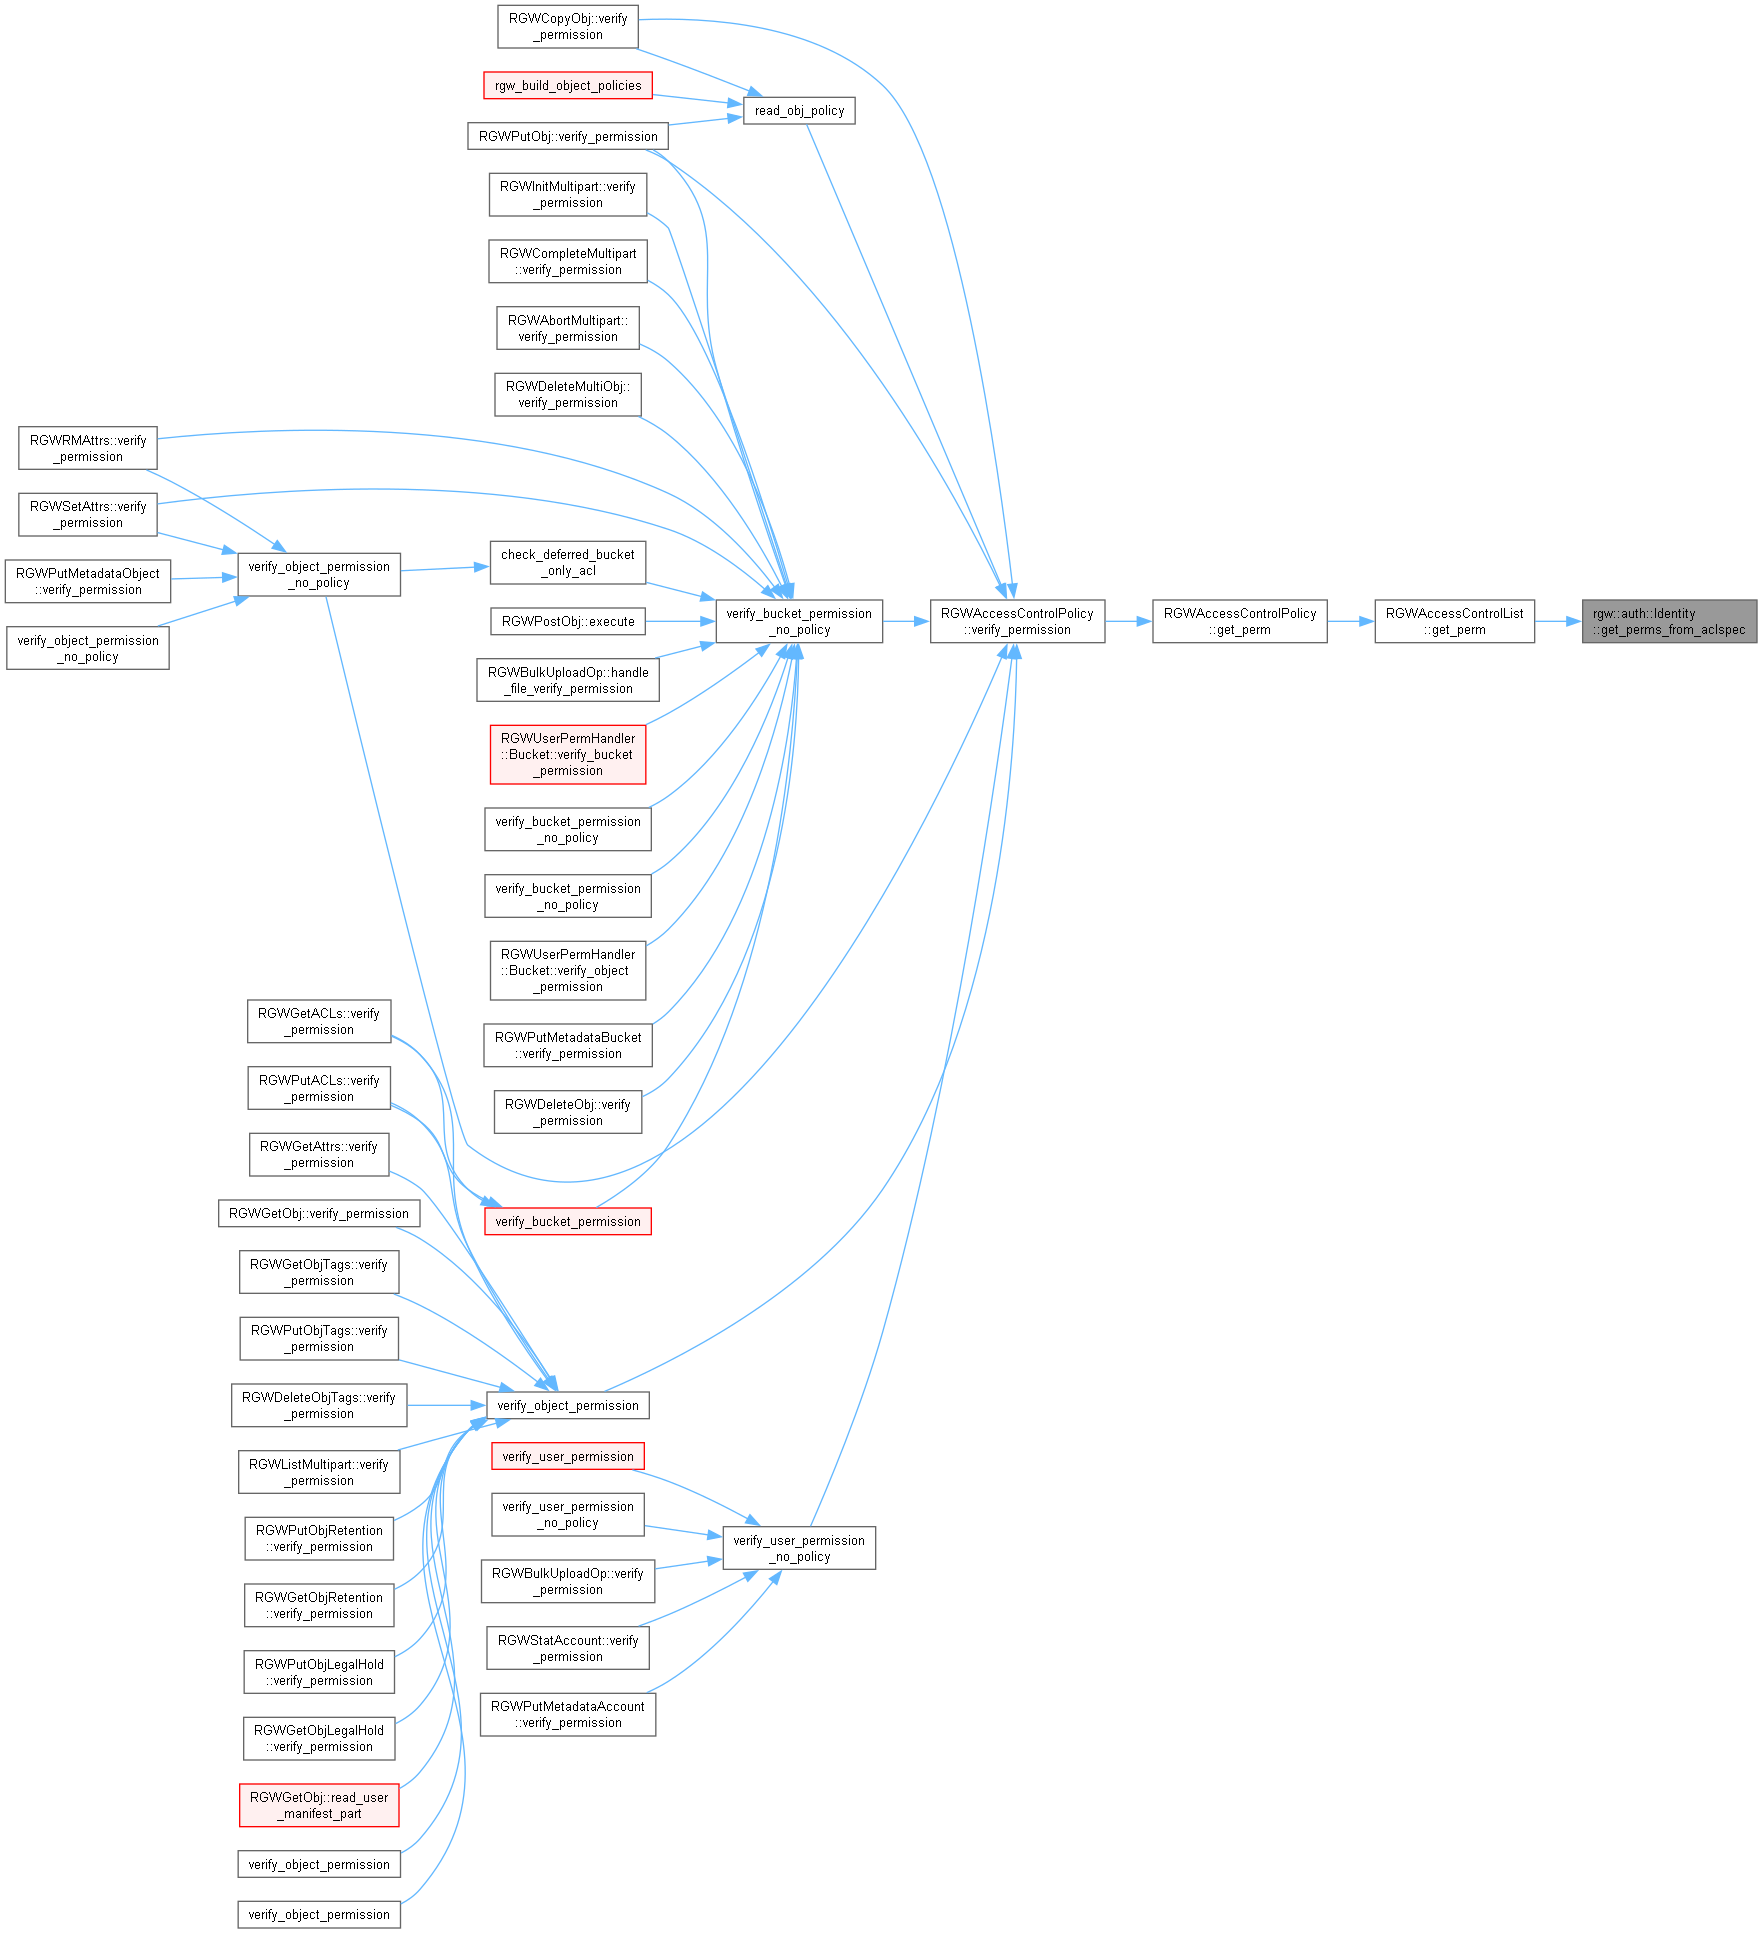 RGWCopyObj::verify
_permission
rgw_build_object_policies
read_obj_policy
RGWPutObj::verify_permission
RGWInitMultipart::verify
_permission
RGWCompleteMultipart
::verify_permission
RGWAbortMultipart::
verify_permission
RGWDeleteMultiObj::
verify_permission
RGWRMAttrs::verify
_permission
RGWSetAttrs::verify
_permission
RGWPutMetadataObject
::verify_permission
verify_object_permission
_no_policy
verify_object_permission
_no_policy
check_deferred_bucket
_only_acl
RGWPostObj::execute
RGWBulkUploadOp::handle
_file_verify_permission
RGWUserPermHandler
::Bucket::verify_bucket
_permission
verify_bucket_permission
_no_policy
verify_bucket_permission
_no_policy
RGWUserPermHandler
::Bucket::verify_object
_permission
RGWPutMetadataBucket
::verify_permission
RGWDeleteObj::verify
_permission
verify_bucket_permission
verify_bucket_permission
_no_policy
RGWAccessControlPolicy
::verify_permission
RGWAccessControlPolicy
::get_perm
RGWAccessControlList
::get_perm
rgw::auth::Identity
::get_perms_from_aclspec
RGWGetACLs::verify
_permission
RGWPutACLs::verify
_permission
RGWGetAttrs::verify
_permission
RGWGetObj::verify_permission
RGWGetObjTags::verify
_permission
RGWPutObjTags::verify
_permission
RGWDeleteObjTags::verify
_permission
RGWListMultipart::verify
_permission
RGWPutObjRetention
::verify_permission
RGWGetObjRetention
::verify_permission
RGWPutObjLegalHold
::verify_permission
RGWGetObjLegalHold
::verify_permission
RGWGetObj::read_user
_manifest_part
verify_object_permission
verify_object_permission
verify_object_permission
verify_user_permission
verify_user_permission
_no_policy
RGWBulkUploadOp::verify
_permission
RGWStatAccount::verify
_permission
RGWPutMetadataAccount
::verify_permission
verify_user_permission
_no_policy